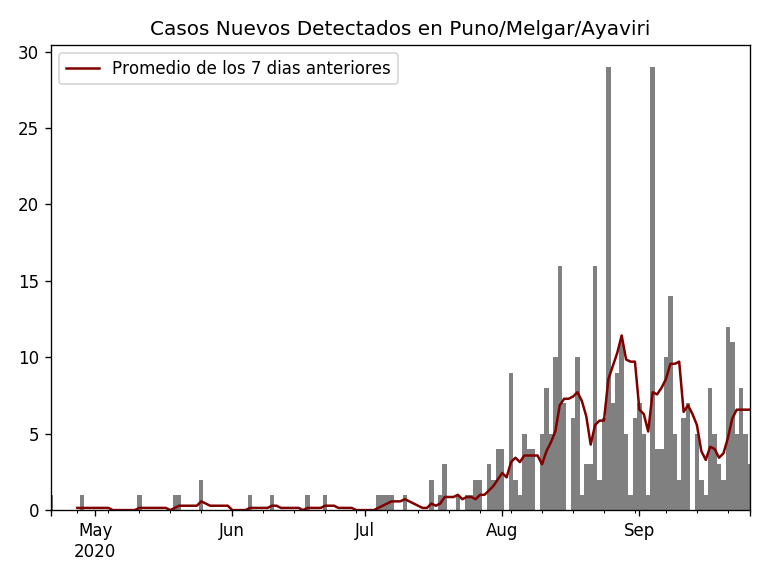 Casos Nuevos Detectados en Puno/Melgar/Ayaviri
Promedio de los 7 dias anteriores
30
25
20
15
10
5
0
May Jun Jul Aug Sep
2020